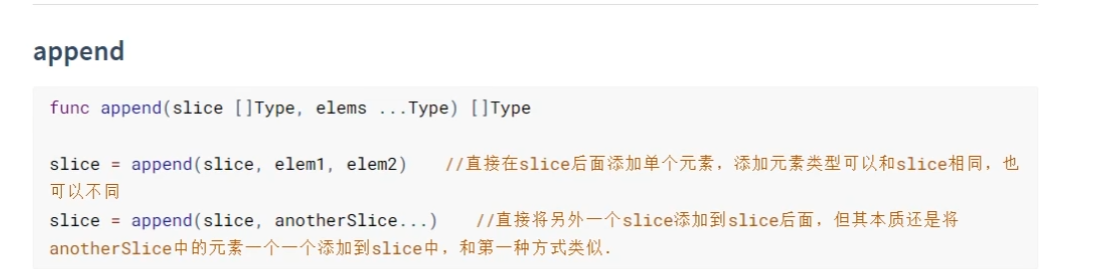 append
func append(slice []Type, elems ...Type) []Type
slice = append(slice, elem1, elem2)    //直接在slice后面添加单个元素，添加元素类型可以和slice相同，也
可以不同
slice = append(slice, anotherSlice...)    //直接将另外一个slice添加到slice后面，但其本质还是将
anotherSlice中的元素一个一个添加到slice中，和第一种方式类似.